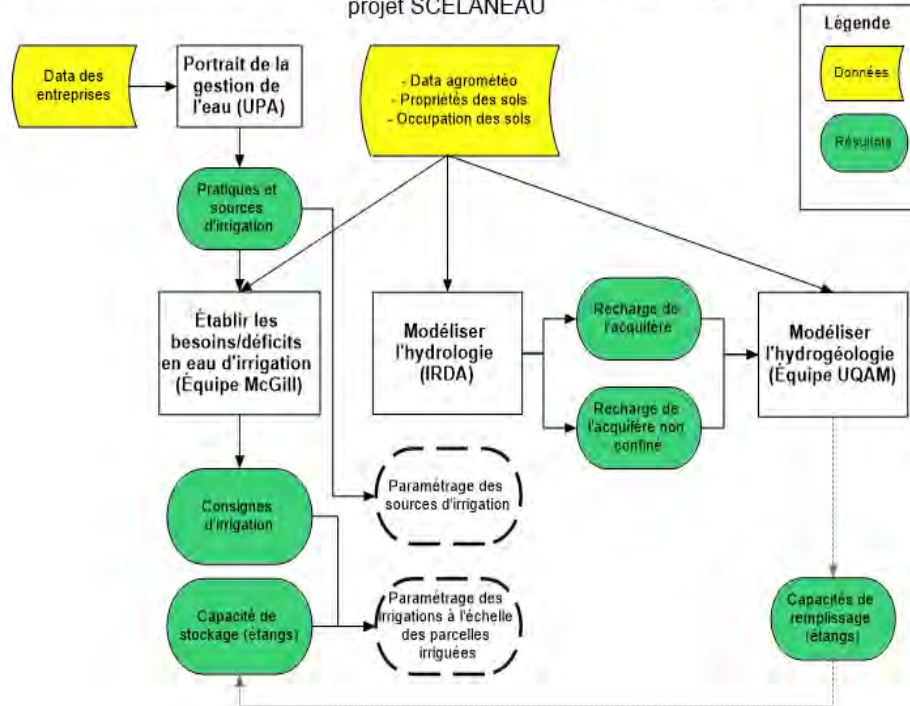 projet SCELANEAU
Légende
Données
Résultats
Data des
entreprises
Portrait de la
gestion de
l'eau (UPA)
- Data agrométéo
- Propriétés des sols
- Occupation des sols
Pratiques et
sources
d'irrigation
Établir les
besoins/déficits
en eau d'irrigation
(Équipe McGill)
Modéliser
l'hydrologie
(IRDA)
Recharge de
l'acquifère
Recharge de
l'acquifère non
confiné
Modéliser
l'hydrogéologie
(Équipe UQAM)
Consignes
d'irrigation
Paramétrage des
sources d'irrigation
Capacité de
stockage (étangs)
Paramétrage des
irrigations à l'échelle
des parcelles
irriguées
Capacités de
remplissage
(étangs)